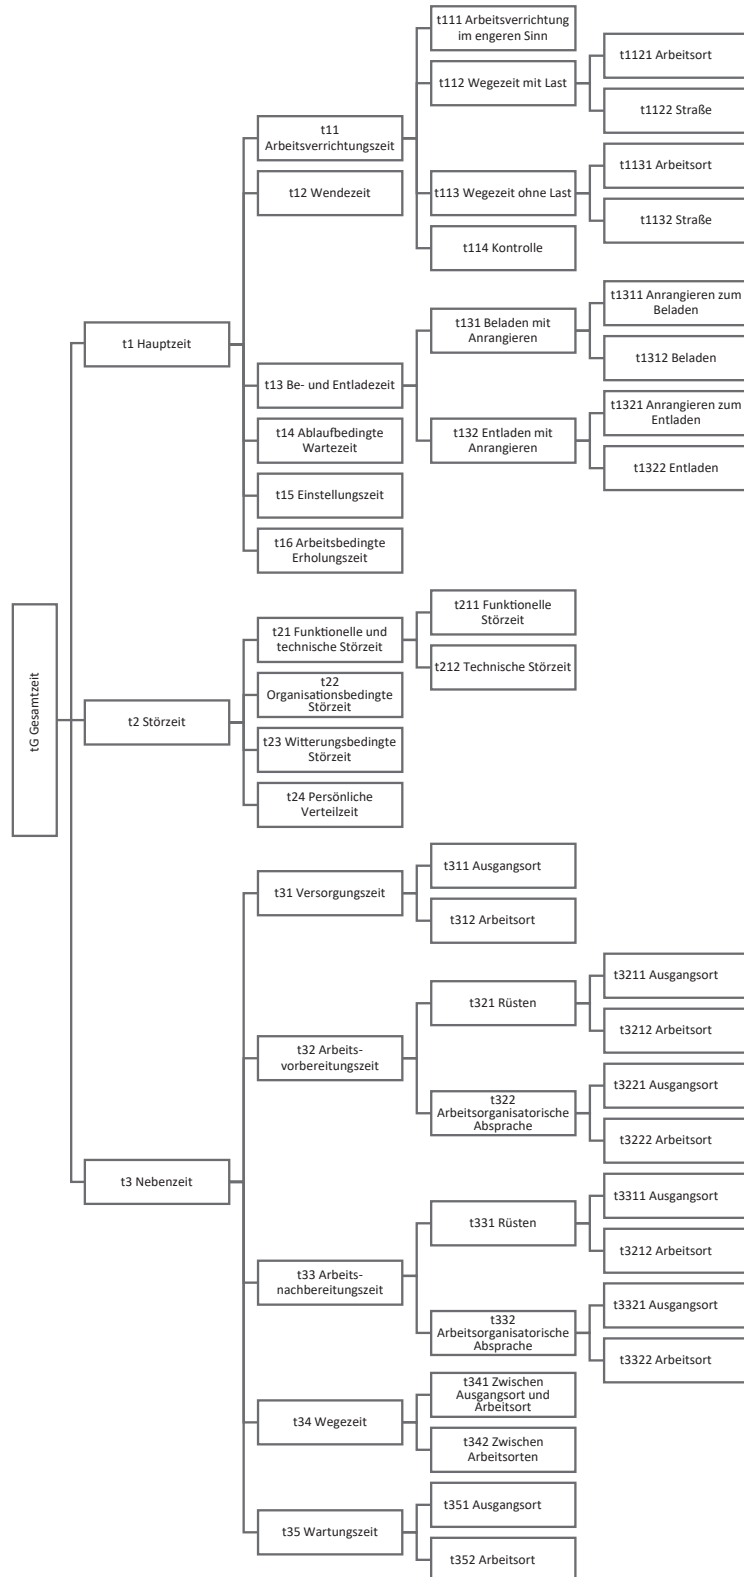 tG Gesamtzeit
t1 Hauptzeit
t11
Arbeitsverrichtungszeit
t111 Arbeitsverrichtung
im engeren Sinn
t112 Wegezeit mit Last
t1121 Arbeitsort
t1122 Straße
t113 Wegezeit ohne Last
t1131 Arbeitsort
t1132 Straße
t114 Kontrolle
t12 Wendezeit
t13 Be- und Entladezeit
t131 Beladen mit
Anrangieren
t1311 Anrangieren zum
Beladen
t1312 Beladen
t132 Entladen mit
Anrangieren
t1321 Anrangieren zum
Entladen
t1322 Entladen
t14 Ablaufbedingte
Wartezeit
t15 Einstellungszeit
t16 Arbeitsbedingte
Erholungszeit
t2 Störzeit
t21 Funktionelle und
technische Störzeit
t211 Funktionelle
Störzeit
t212 Technische Störzeit
t22
Organisationsbedingte
Störzeit
t23 Witterungsbedingte
Störzeit
t24 Persönliche
Verteilzeit
t3 Nebenzeit
t31 Versorgungszeit
t311 Ausgangsort
t312 Arbeitsort
t32 Arbeits-
vorbereitungszeit
t321 Rüsten
t3211 Ausgangsort
t3212 Arbeitsort
t322
Arbeitsorganisatorische
Absprache
t3221 Ausgangsort
t3222 Arbeitsort
t33 Arbeits-
nachbereitungszeit
t331 Rüsten
t3311 Ausgangsort
t3212 Arbeitsort
t332
Arbeitsorganisatorische
Absprache
t3321 Ausgangsort
t3322 Arbeitsort
t34 Wegezeit
t341 Zwischen
Ausgangsort und
Arbeitsort
t342 Zwischen
Arbeitsorten
t35 Wartungszeit
t351 Ausgangsort
t352 Arbeitsort